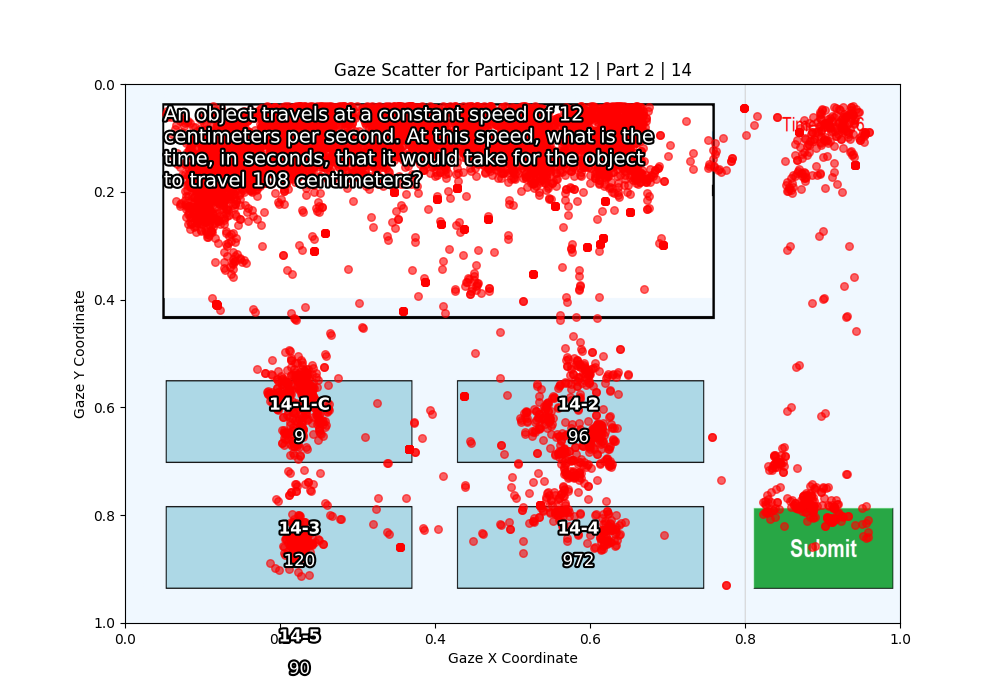 Gaze Scatter for Participant 12 | Part 2 | 14
An object travels at a constant speed of 12
centimeters per second. At this speed, what is the
time, in seconds, that it would take for the object
to travel 108 centimeters?
14-1-C
9
14-2
96
14-3
120
14-4
972
Submit
14-5
90
0.0
0.2
0.4
0.6
0.8
1.0
Gaze Y Coordinate
0.0
0.2
0.4
0.6
0.8
1.0
Gaze X Coordinate